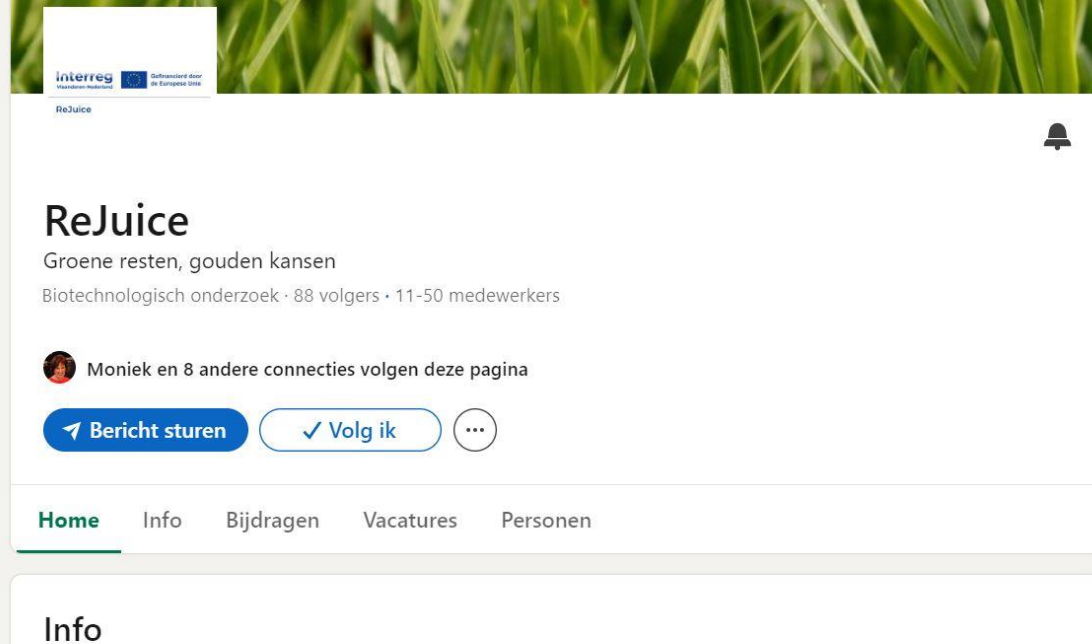 Interreg
Vlaanderen-Nederland
Gefinancierd door
de Europese Unie
ReJuice
ReJuice
Groene resten, gouden kansen
Biotechnologisch onderzoek · 88 volgers • 11-50 medewerkers
Moniek en 8 andere connecties volgen deze pagina
Bericht sturen
Volg ik
Home Info Bijdragen Vacatures Personen
Info